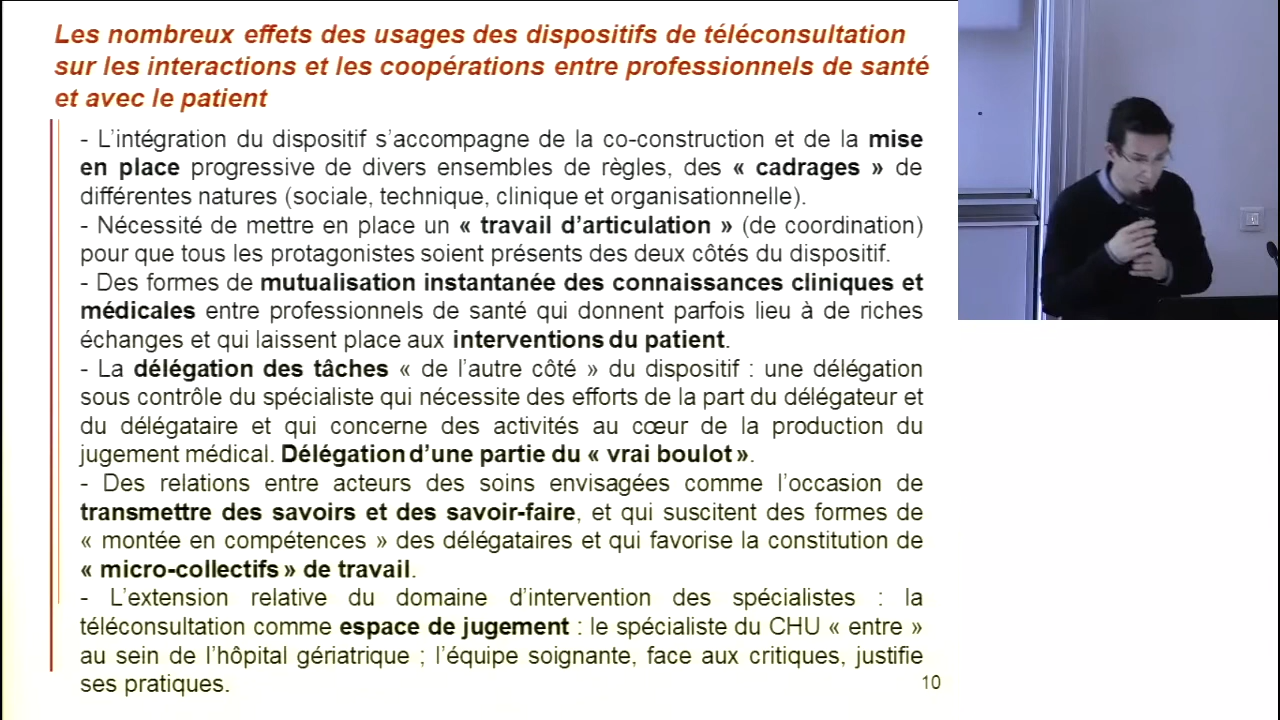 Les nombreux effets des usages des dispositifs de téléconsultation
sur les interactions et les coopérations entre professionnels de santé
et avec le patient
- L’intégration du dispositif s’accompagne de la co-construction et de la mise
en place progressive de divers ensembles de règles, des « cadrages » de
différentes natures (sociale, technique, clinique et organisationnelle).
- Nécessité de mettre en place un « travail d’articulation » (de coordination)
pour que tous les protagonistes soient présents des deux côtés du dispositif.
- Des formes de mutualisation instantanée des connaissances cliniques et
médicales entre professionnels de santé qui donnent parfois lieu à de riches
échanges et qui laissent place aux interventions du patient.
- La délégation des tâches « de l’autre côté » du dispositif : une délégation
sous contrôle du spécialiste qui nécessite des efforts de la part du délégateur et
du délégataire et qui concerne des activités au cœur de la production du
jugement médical. Délégation d’une partie du « vrai boulot ».
- Des relations entre acteurs des soins envisagées comme l’occasion de
transmettre des savoirs et des savoir-faire, et qui suscitent des formes de
« montée en compétences » des délégataires et qui favorise la constitution de
« micro-collectifs » de travail.
- L’extension relative du domaine d’intervention des spécialistes : la
téléconsultation comme espace de jugement : le spécialiste du CHU « entre »
au sein de l’hôpital gériatrique ; l’équipe soignante, face aux critiques, justifie
ses pratiques.
10